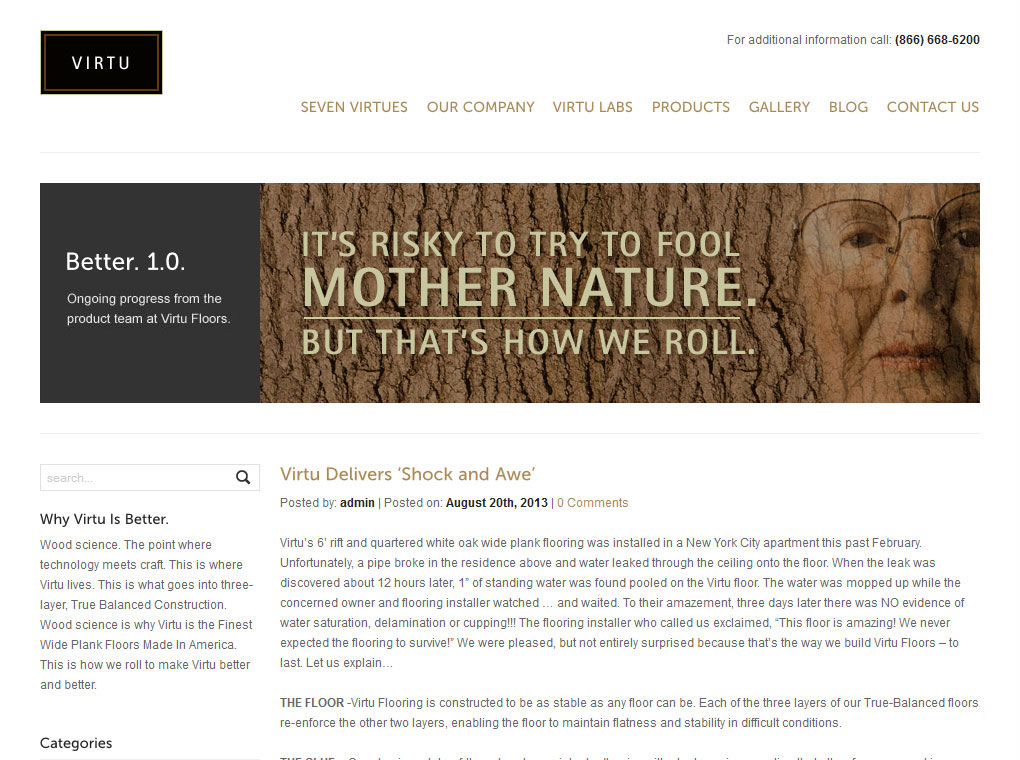 VIRTU
For additional information call: (866) 668-6200
SEVEN VIRTUES OUR COMPANY VIRTU LABS PRODUCTS GALLERY BLOG CONTACT US
Better. 1.0.
Ongoing progress from the
product team at Virtu Floors.
IT'S RISKY TO TRY TO FOOL
MOTHER NATURE.
BUT THAT'S HOW WE ROLL.
search...
Why Virtu Is Better.
Wood science. The point where
technology meets craft. This is where
Virtu lives. This is what goes into three-
layer, True Balanced Construction.
Wood science is why Virtu is the Finest
Wide Plank Floors Made In America.
This is how we roll to make Virtu better
and better.
Categories
Virtu Delivers ‘Shock and Awe’
Posted by: admin | Posted on: August 20th, 2013 | 0 Comments
Virtu’s 6’ rift and quartered white oak wide plank flooring was installed in a New York City apartment this past February.
Unfortunately, a pipe broke in the residence above and water leaked through the ceiling onto the floor. When the leak was
discovered about 12 hours later, 1” of standing water was found pooled on the Virtu floor. The water was mopped up while the
concerned owner and flooring installer watched … and waited. To their amazement, three days later there was NO evidence of
water saturation, delamination or cupping!!! The flooring installer who called us exclaimed, “This floor is amazing! We never
expected the flooring to survive!” We were pleased, but not entirely surprised because that’s the way we build Virtu Floors – to
last. Let us explain…
THE FLOOR -Virtu Flooring is constructed to be as stable as any floor can be. Each of the three layers of our True-Balanced floors
re-enforce the other two layers, enabling the floor to maintain flatness and stability in difficult conditions.